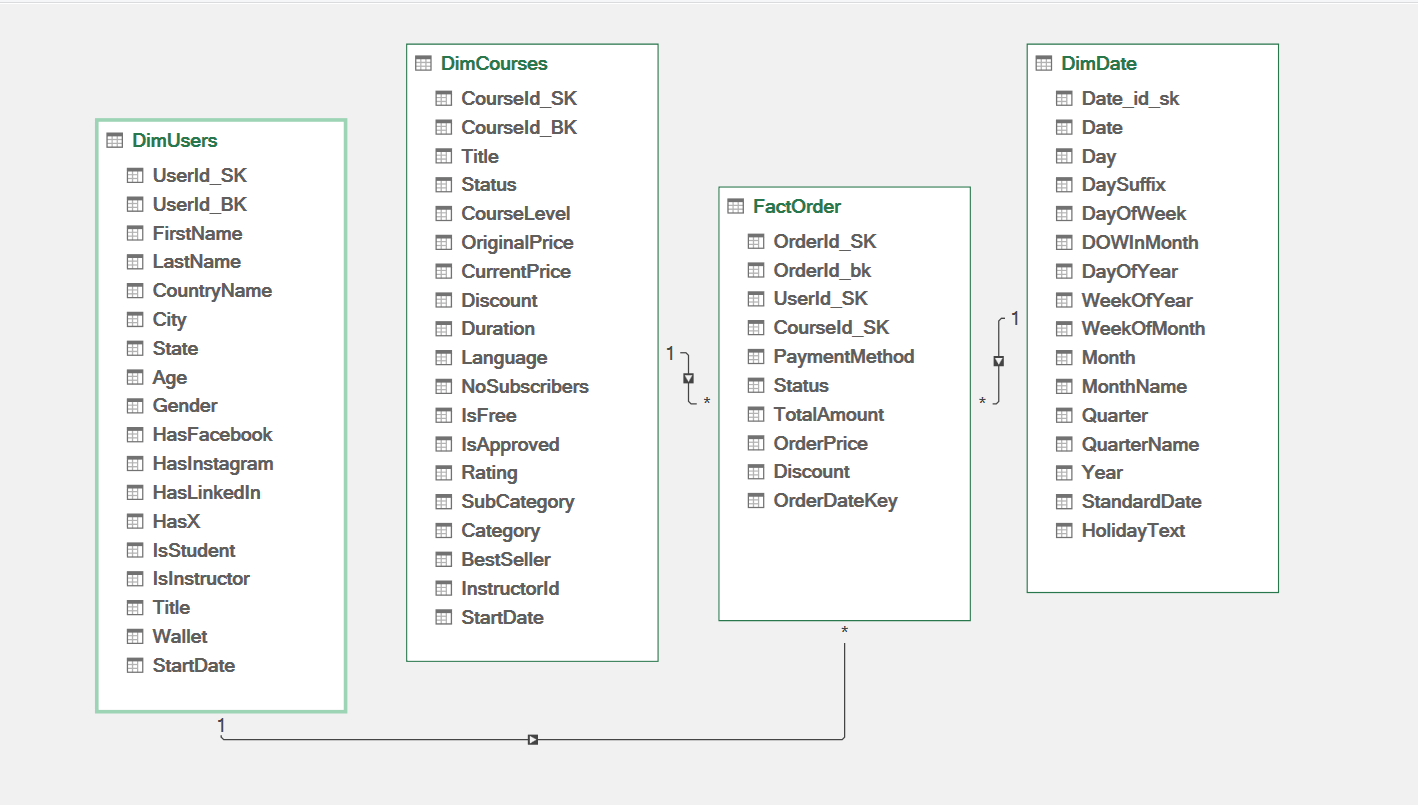 DimUsers
UserId_SK
UserId_BK
FirstName
LastName
CountryName
City
State
Age
Gender
HasFacebook
HasInstagram
HasLinkedIn
HasX
IsStudent
IsInstructor
Title
Wallet
StartDate
1
DimCourses
CourseId_SK
CourseId_BK
Title
Status
CourseLevel
OriginalPrice
CurrentPrice
Discount
Duration
Language
NoSubscribers
IsFree
IsApproved
Rating
SubCategory
Category
BestSeller
InstructorId
StartDate
1
*
FactOrder
OrderId_SK
OrderId_bk
UserId_SK
CourseId_SK
PaymentMethod
Status
TotalAmount
OrderPrice
Discount
OrderDateKey
*
*
1
DimDate
Date_id_sk
Date
Day
DaySuffix
DayOfWeek
DOWInMonth
DayOfYear
WeekOfYear
WeekOfMonth
Month
MonthName
Quarter
QuarterName
Year
StandardDate
HolidayText